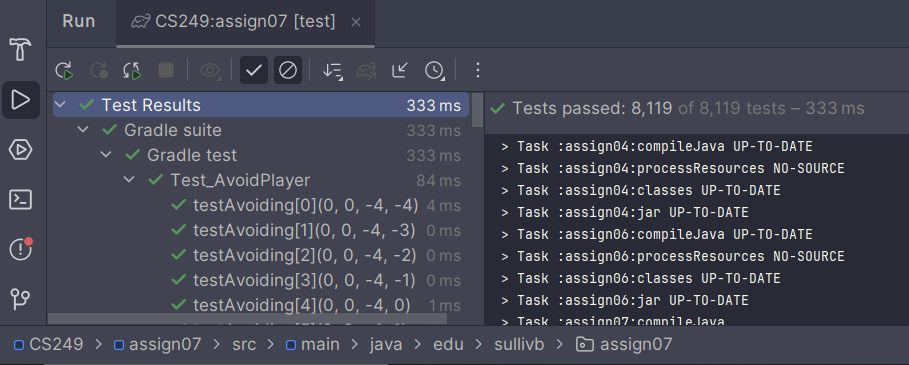 Run CS249:assign07 [test]
Test Results 333 ms
Gradle suite 333 ms
Gradle test 333 ms
Test_AvoidPlayer 84 ms
testAvoiding[0](0, 0, -4, -4) 4 ms
testAvoiding[1](0, 0, -4, -3) 0 ms
testAvoiding[2](0, 0, -4, -2) 0 ms
testAvoiding[3](0, 0, -4, -1) 0 ms
testAvoiding[4](0, 0, -4, 0) 1 ms
Tests passed: 8,119 of 8,119 tests – 333 ms
> Task :assign04:compileJava UP-TO-DATE
> Task :assign04:processResources NO-SOURCE
> Task :assign04:classes UP-TO-DATE
> Task :assign04:jar UP-TO-DATE
> Task :assign06:compileJava UP-TO-DATE
> Task :assign06:processResources NO-SOURCE
> Task :assign06:classes UP-TO-DATE
> Task :assign06:jar UP-TO-DATE
> Task :assign07:compileJava
CS249 > assign07 > src > main > java > edu > sullivb > assign07